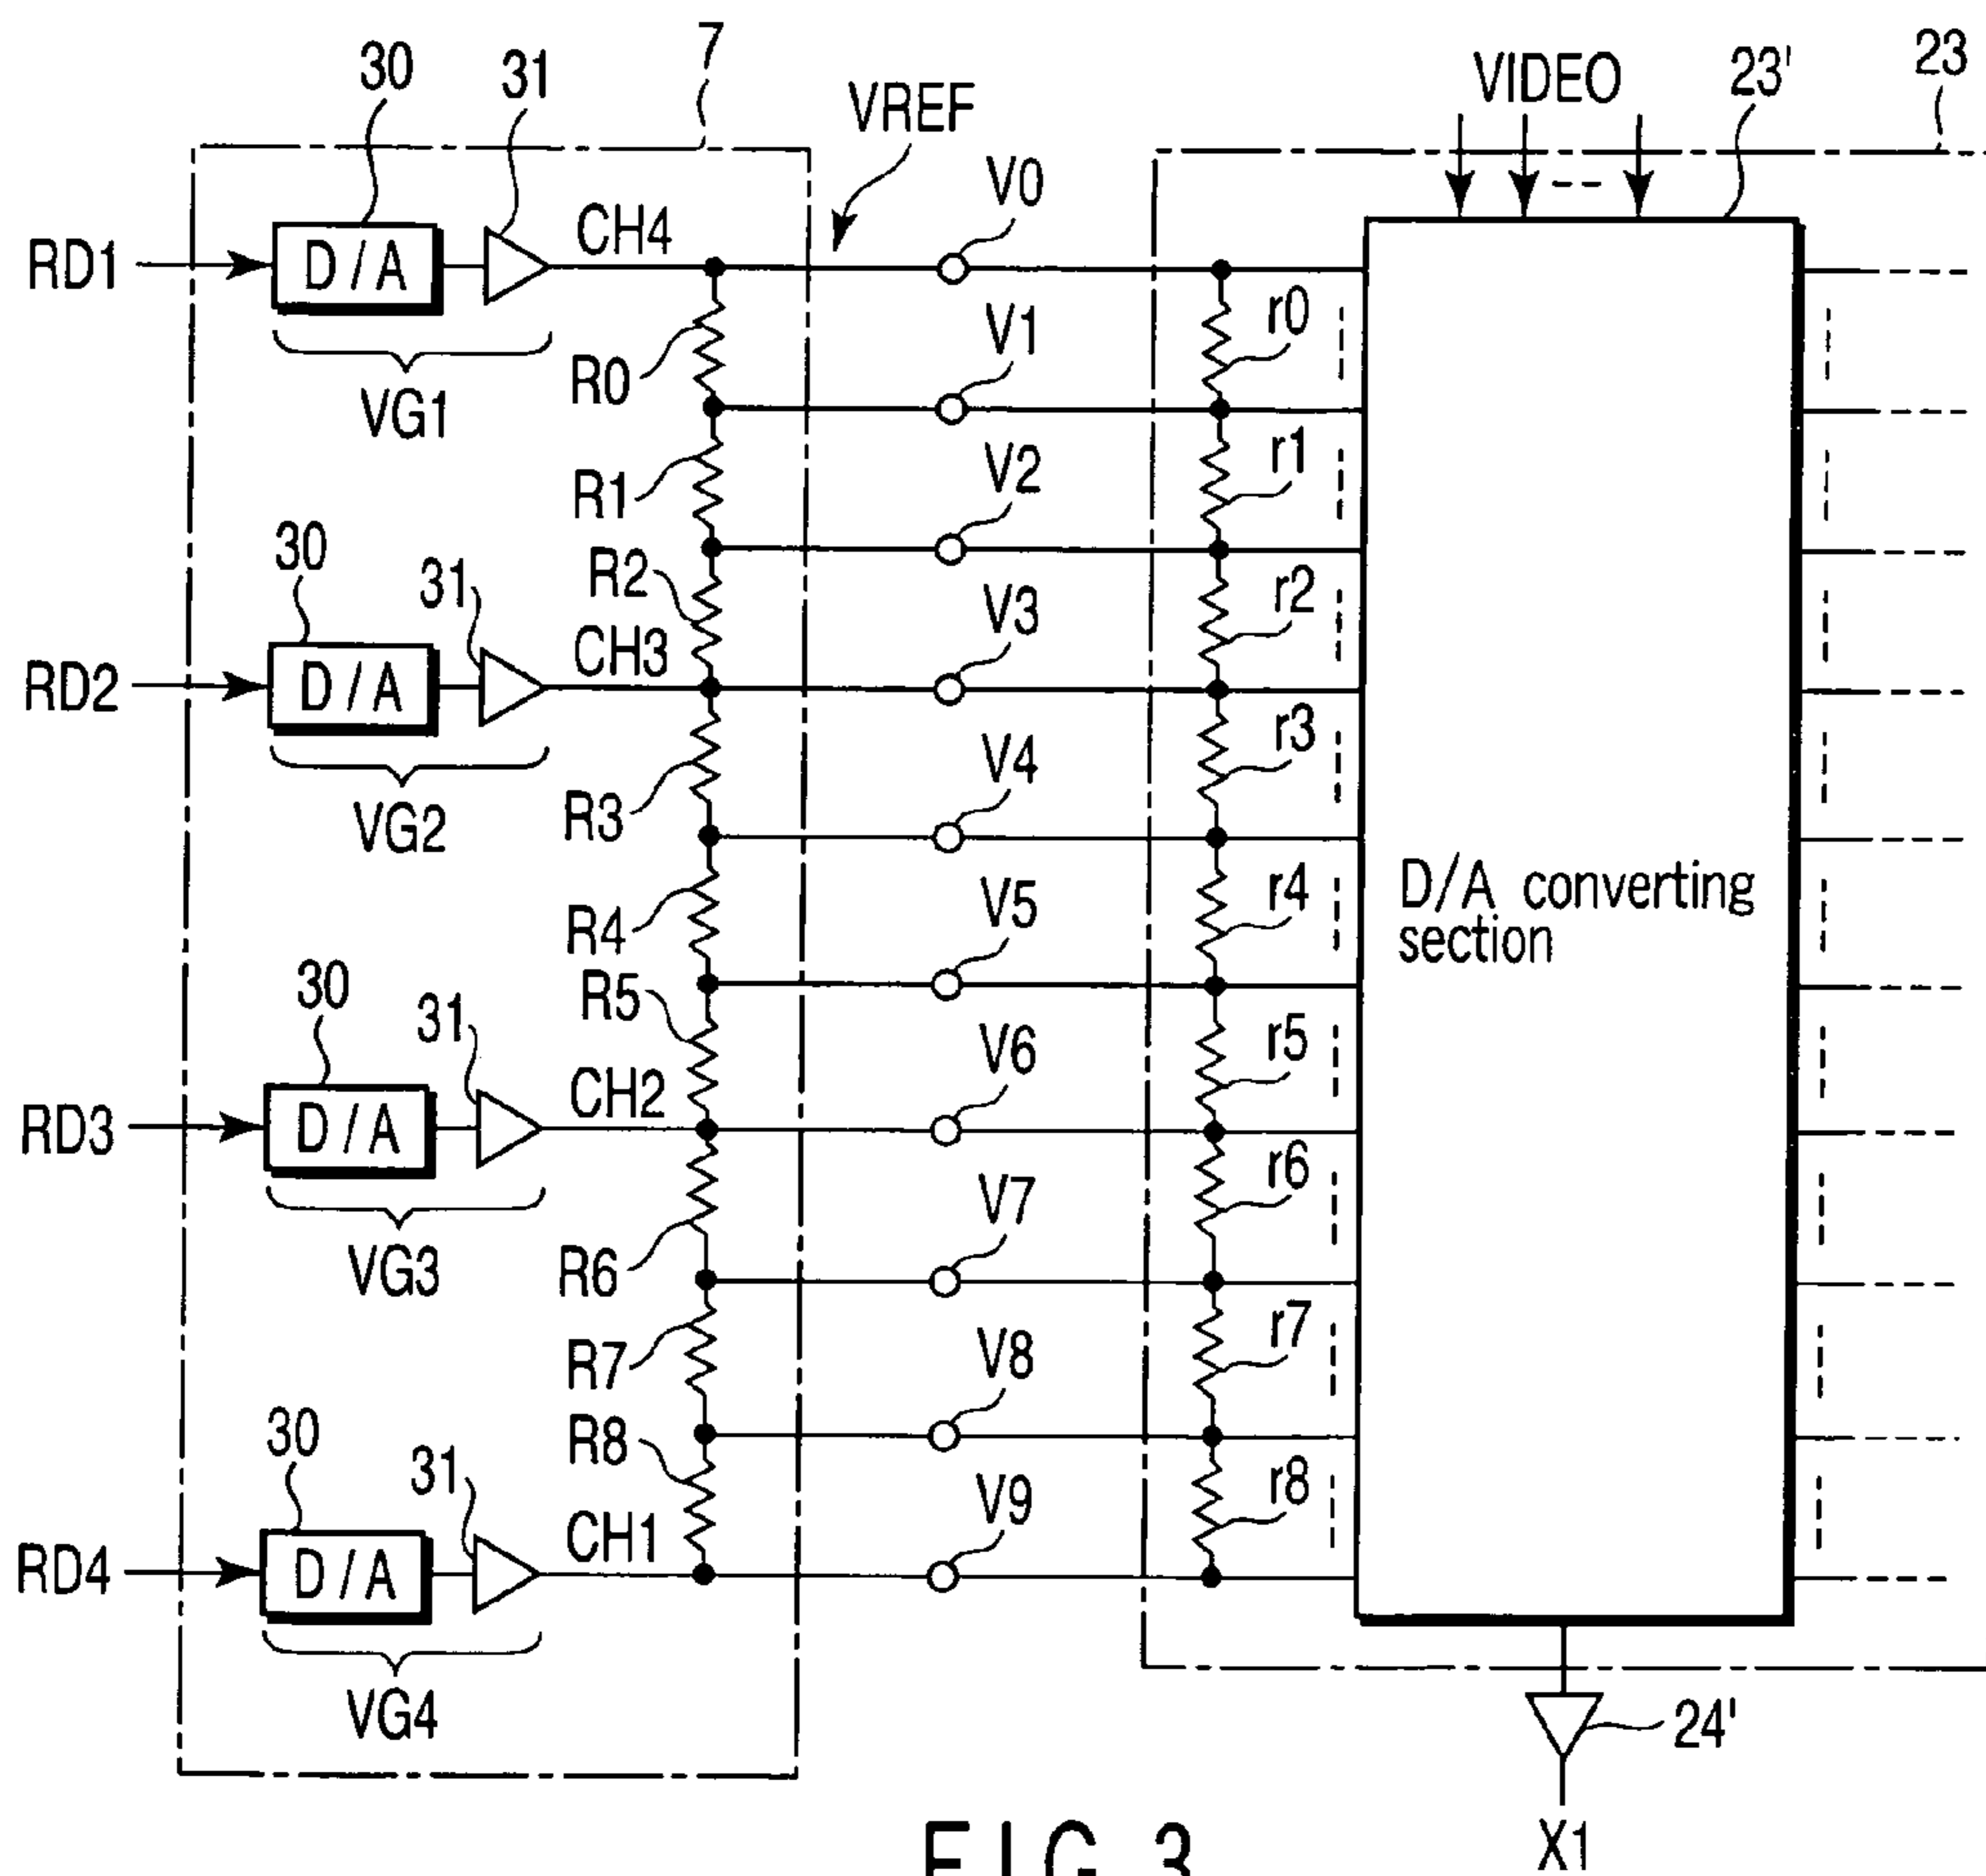 7
30
31
VREF
VIDEO
23'
23
RD1
D/A
CH4
V0
r0
R0
V1
VG1
r1
R1
V2
30
31
R2
r2
RD2
D/A
CH3
V3
r3
R3
V4
VG2
r4
R4
V5
D/A converting
section
30
31
R5
r5
RD3
D/A
CH2
V6
r6
R6
V7
VG3
r7
R7
V8
30
31
R8
r8
RD4
D/A
CH1
V9
VG4
24'
X1
FIG. 3